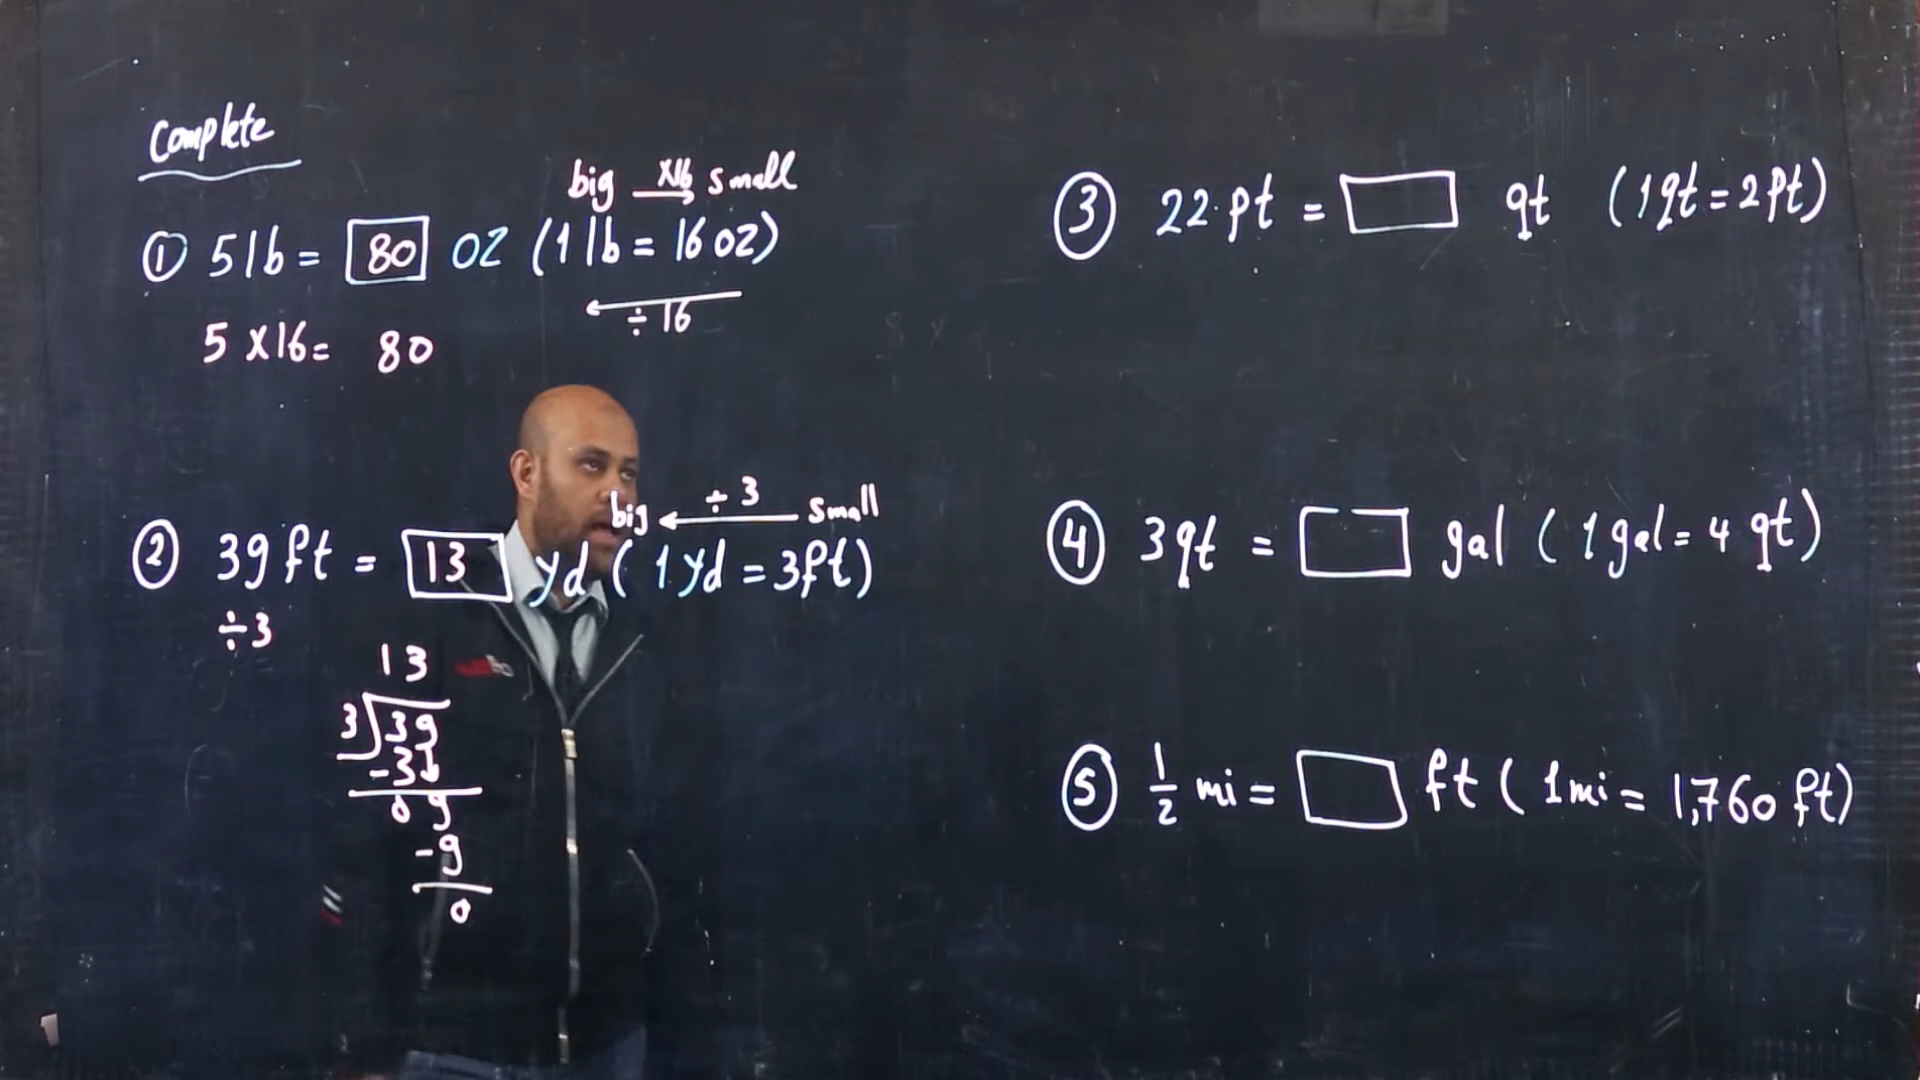 Complete
big ×16 small
① 5 lb = 80 oz (1 lb = 16 oz)
÷ 16
5 ×16= 80
big ÷ 3 small
② 39 ft = 13 yd ( 1 yd = 3ft)
÷3
13
3 39
-3↓
0 9
-9
0
③ 22 pt = qt (1 qt = 2 pt)
④ 3 qt = gal ( 1 gal = 4 qt)
⑤ 1/2 mi = ft ( 1 mi = 1,760 ft)